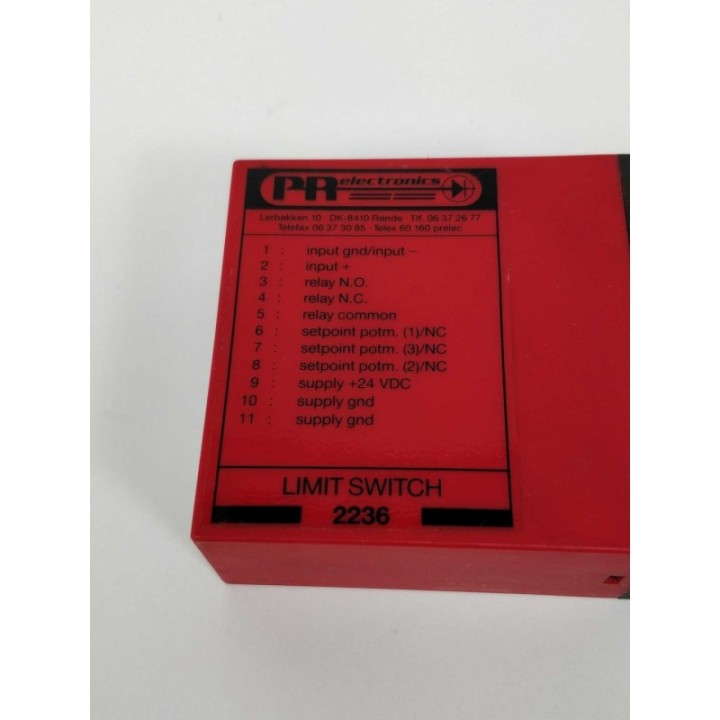 PR electronics
Lerbakken 10 · DK-8410 Rønde · Tlf. 06 37 26 77
Telefax 06 37 30 85 · Telex 60 160 prelec
1 : input gnd/input –
2 : input +
3 : relay N.O.
4 : relay N.C.
5 : relay common
6 : setpoint potm. (1)/NC
7 : setpoint potm. (3)/NC
8 : setpoint potm. (2)/NC
9 : supply +24 VDC
10 : supply gnd
11 : supply gnd
LIMIT SWITCH
2236